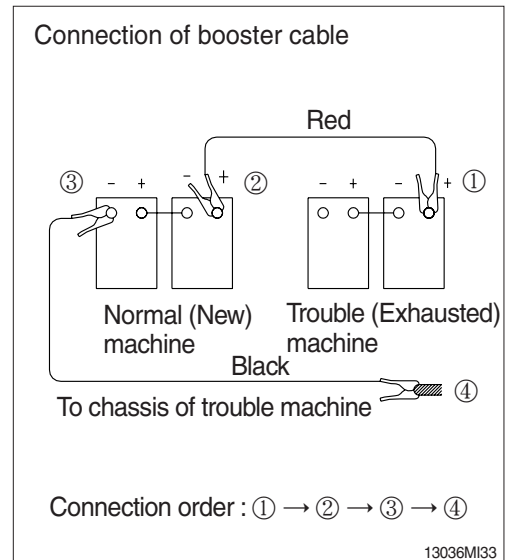 Connection of booster cable
Red
③ - + - + ② - + - + ①
Normal (New) Trouble (Exhausted)
machine machine
Black
To chassis of trouble machine ④
Connection order : ① → ② → ③ → ④
13036MI33